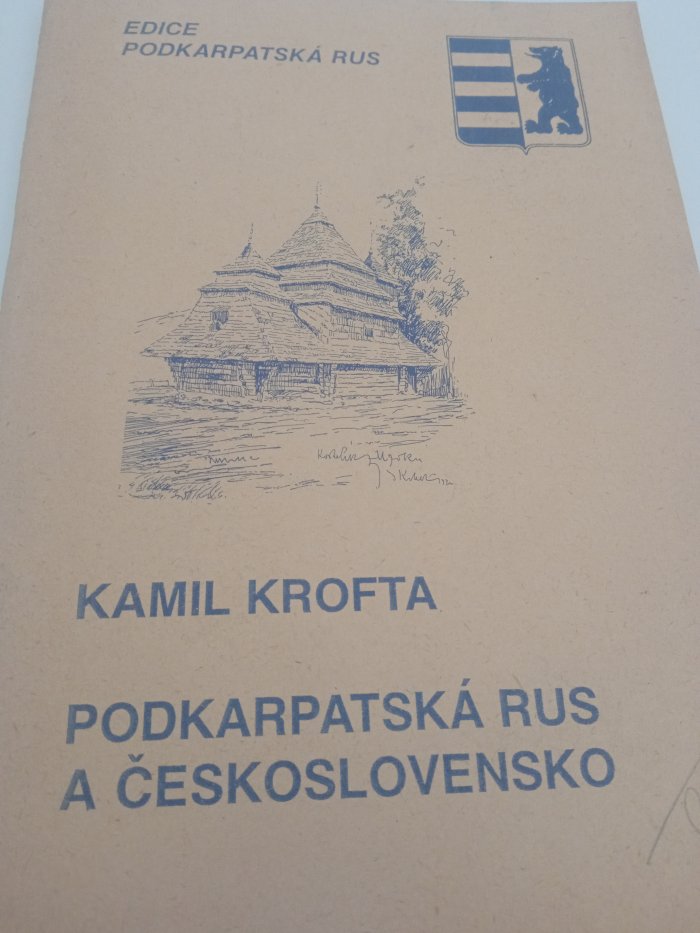 EDICE
PODKARPATSKÁ RUS
KAMIL KROFTA
PODKARPATSKÁ RUS
A ČESKOSLOVENSKO